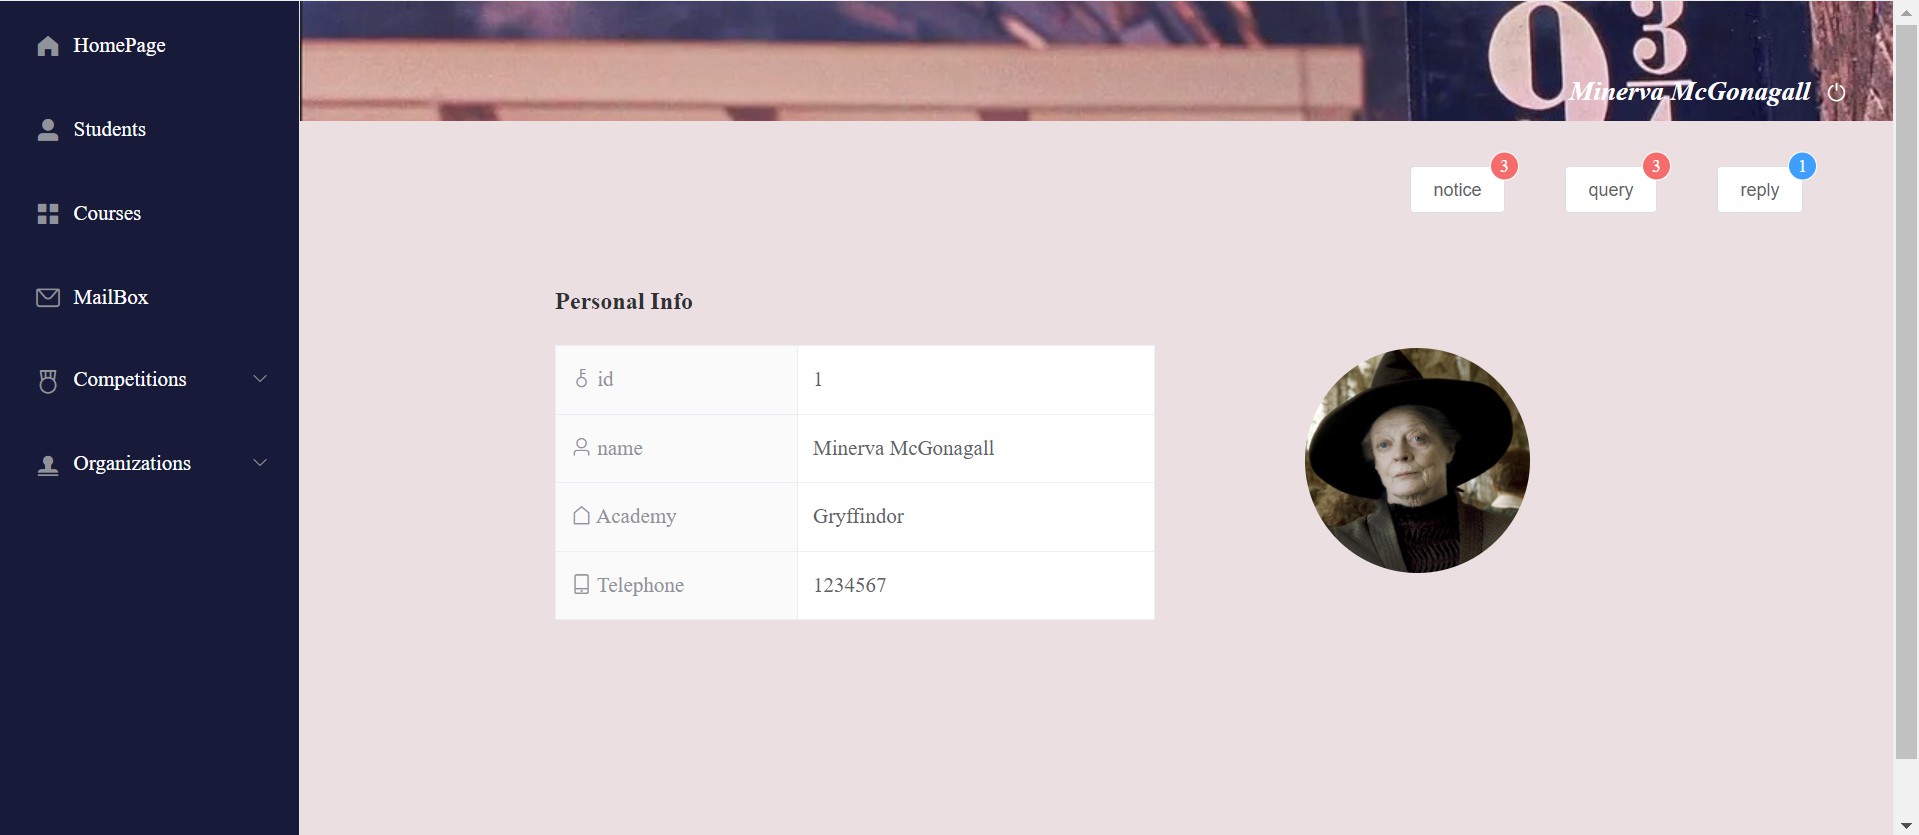 HomePage
Students
Courses
MailBox
Competitions
Organizations
Minerva McGonagall
notice 3
query 3
reply 1
Personal Info
id 1
name Minerva McGonagall
Academy Gryffindor
Telephone 1234567